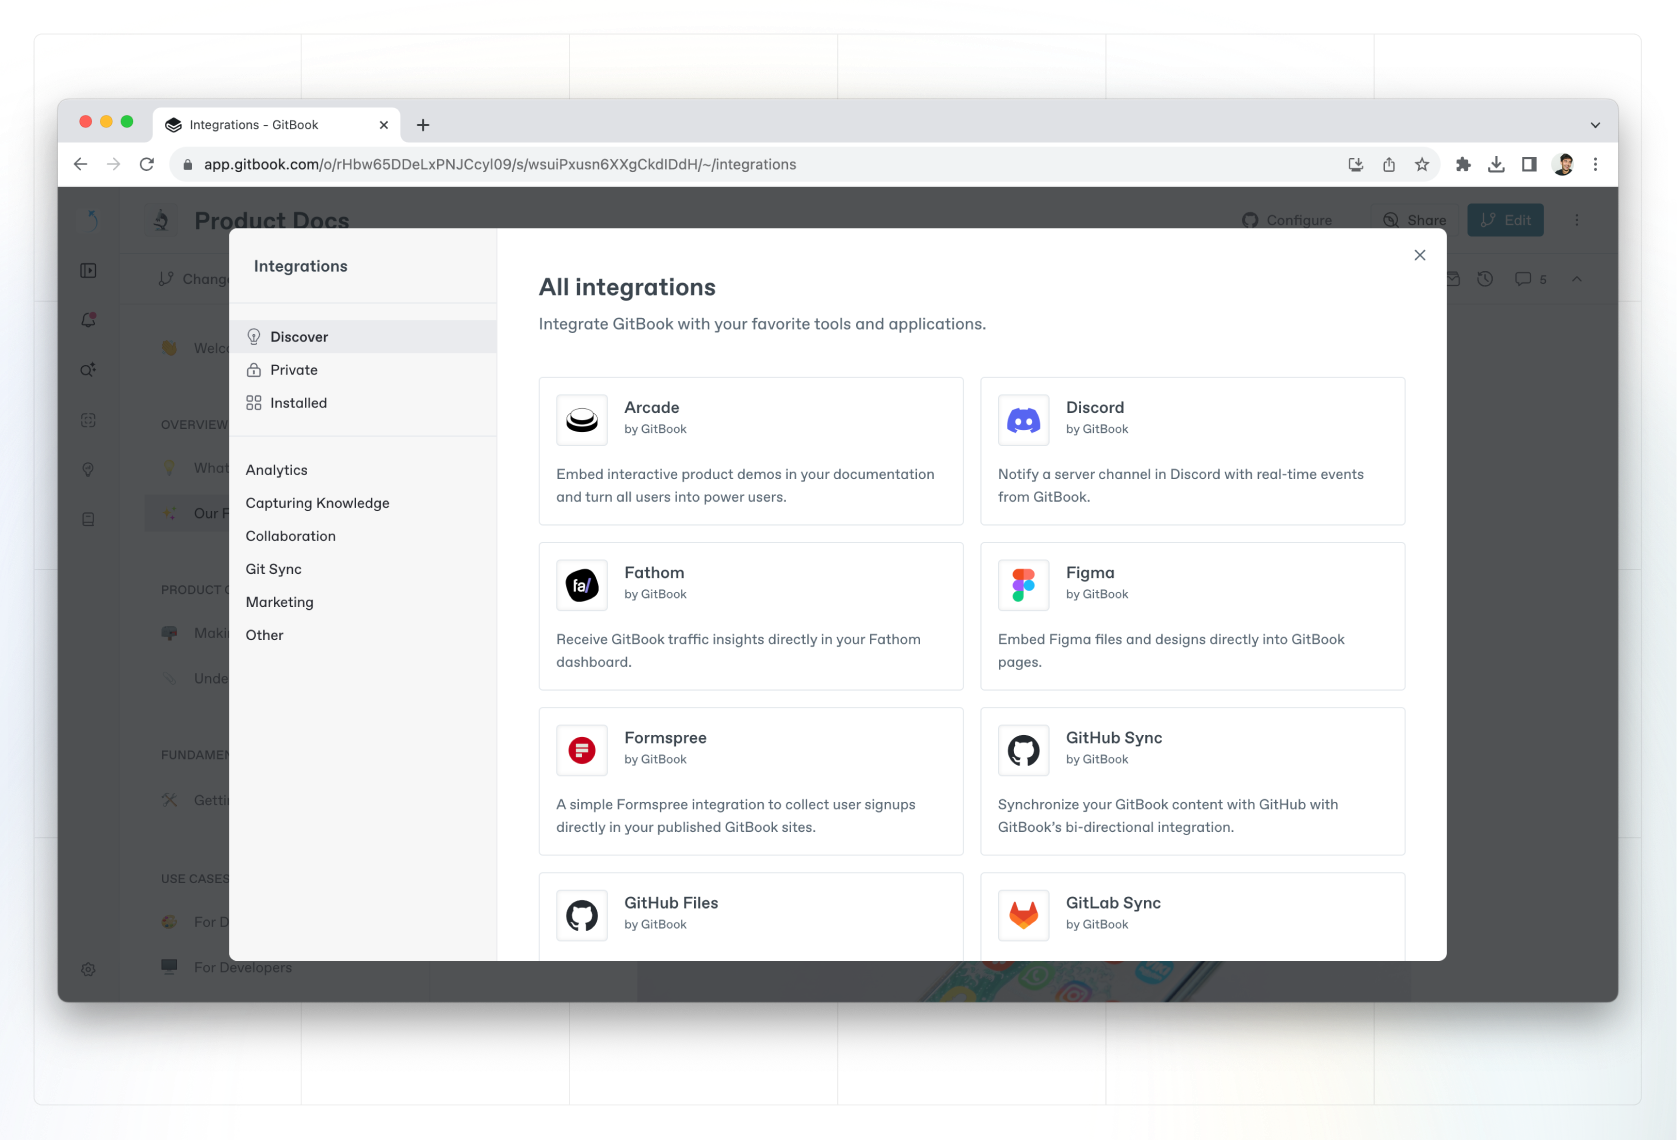 Integrations - GitBook
app.gitbook.com/o/rHbw65DDeLxPNJCcyl09/s/wsuiPxusn6XXgCkdlDdH/~/integrations
Product Docs
Configure
Share
Edit
Chang
5
Welc
OVERVIEW
What
Our P
PRODUCT
Maki
Unde
FUNDAMEN
Getti
USE CASES
For D
For Developers
Integrations
Discover
Private
Installed
Analytics
Capturing Knowledge
Collaboration
Git Sync
Marketing
Other
All integrations
Integrate GitBook with your favorite tools and applications.
Arcade
by GitBook
Embed interactive product demos in your documentation
and turn all users into power users.
Discord
by GitBook
Notify a server channel in Discord with real-time events
from GitBook.
fa/
Fathom
by GitBook
Receive GitBook traffic insights directly in your Fathom
dashboard.
Figma
by GitBook
Embed Figma files and designs directly into GitBook
pages.
Formspree
by GitBook
A simple Formspree integration to collect user signups
directly in your published GitBook sites.
GitHub Sync
by GitBook
Synchronize your GitBook content with GitHub with
GitBook’s bi-directional integration.
GitHub Files
by GitBook
GitLab Sync
by GitBook